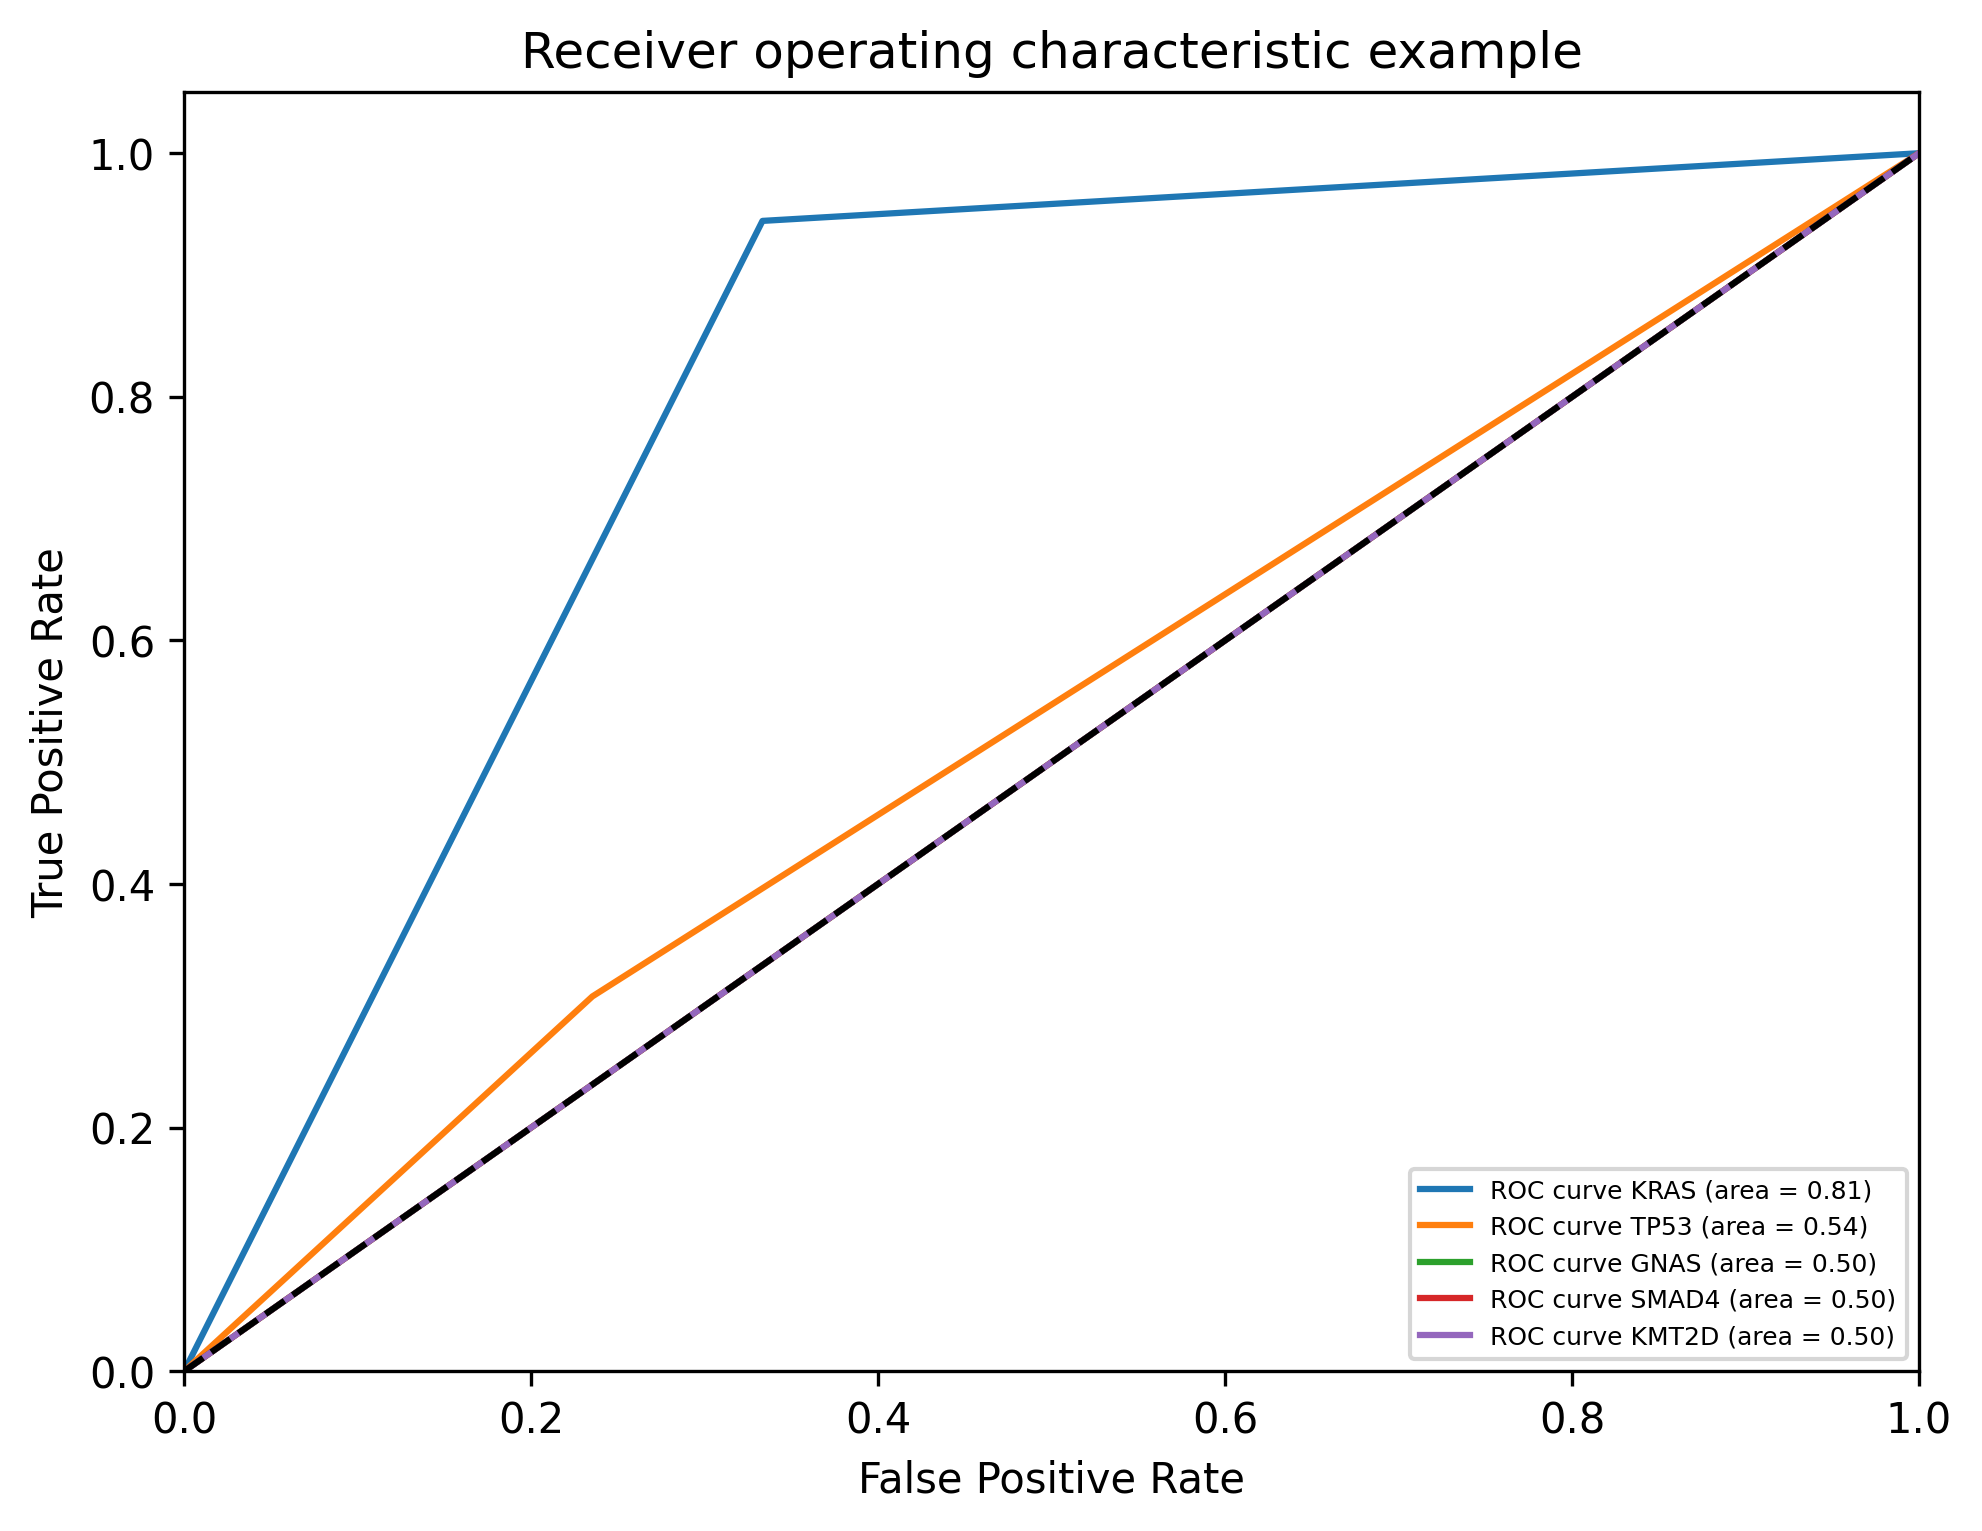 Receiver operating characteristic example
True Positive Rate
1.0
0.8
0.6
0.4
0.2
0.0
ROC curve KRAS (area = 0.81)
ROC curve TP53 (area = 0.54)
ROC curve GNAS (area = 0.50)
ROC curve SMAD4 (area = 0.50)
ROC curve KMT2D (area = 0.50)
0.0 0.2 0.4 0.6 0.8 1.0
False Positive Rate